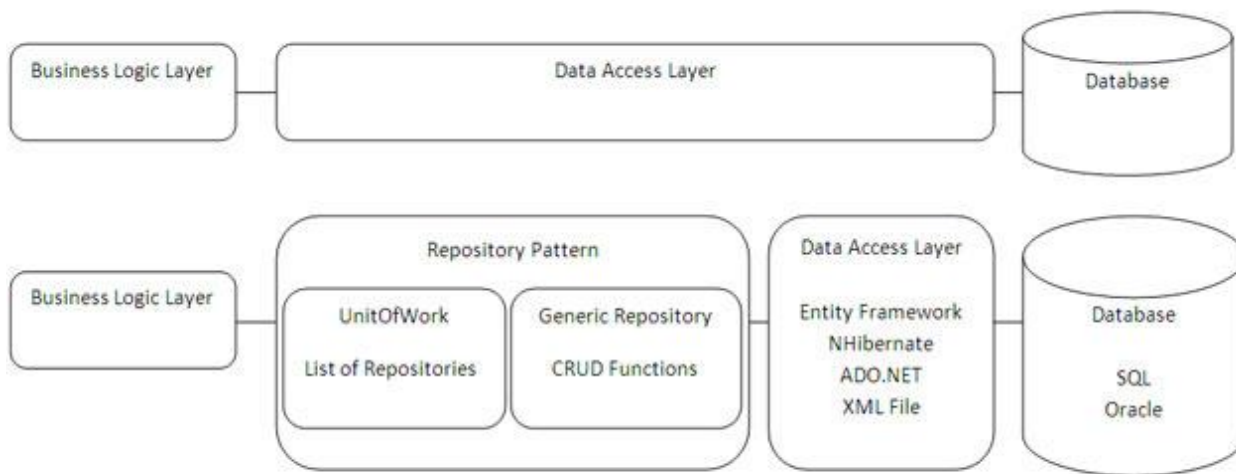 Business Logic Layer
Data Access Layer
Database
Business Logic Layer
Repository Pattern
UnitOfWork
List of Repositories
Generic Repository
CRUD Functions
Data Access Layer
Entity Framework
NHibernate
ADO.NET
XML File
Database
SQL
Oracle